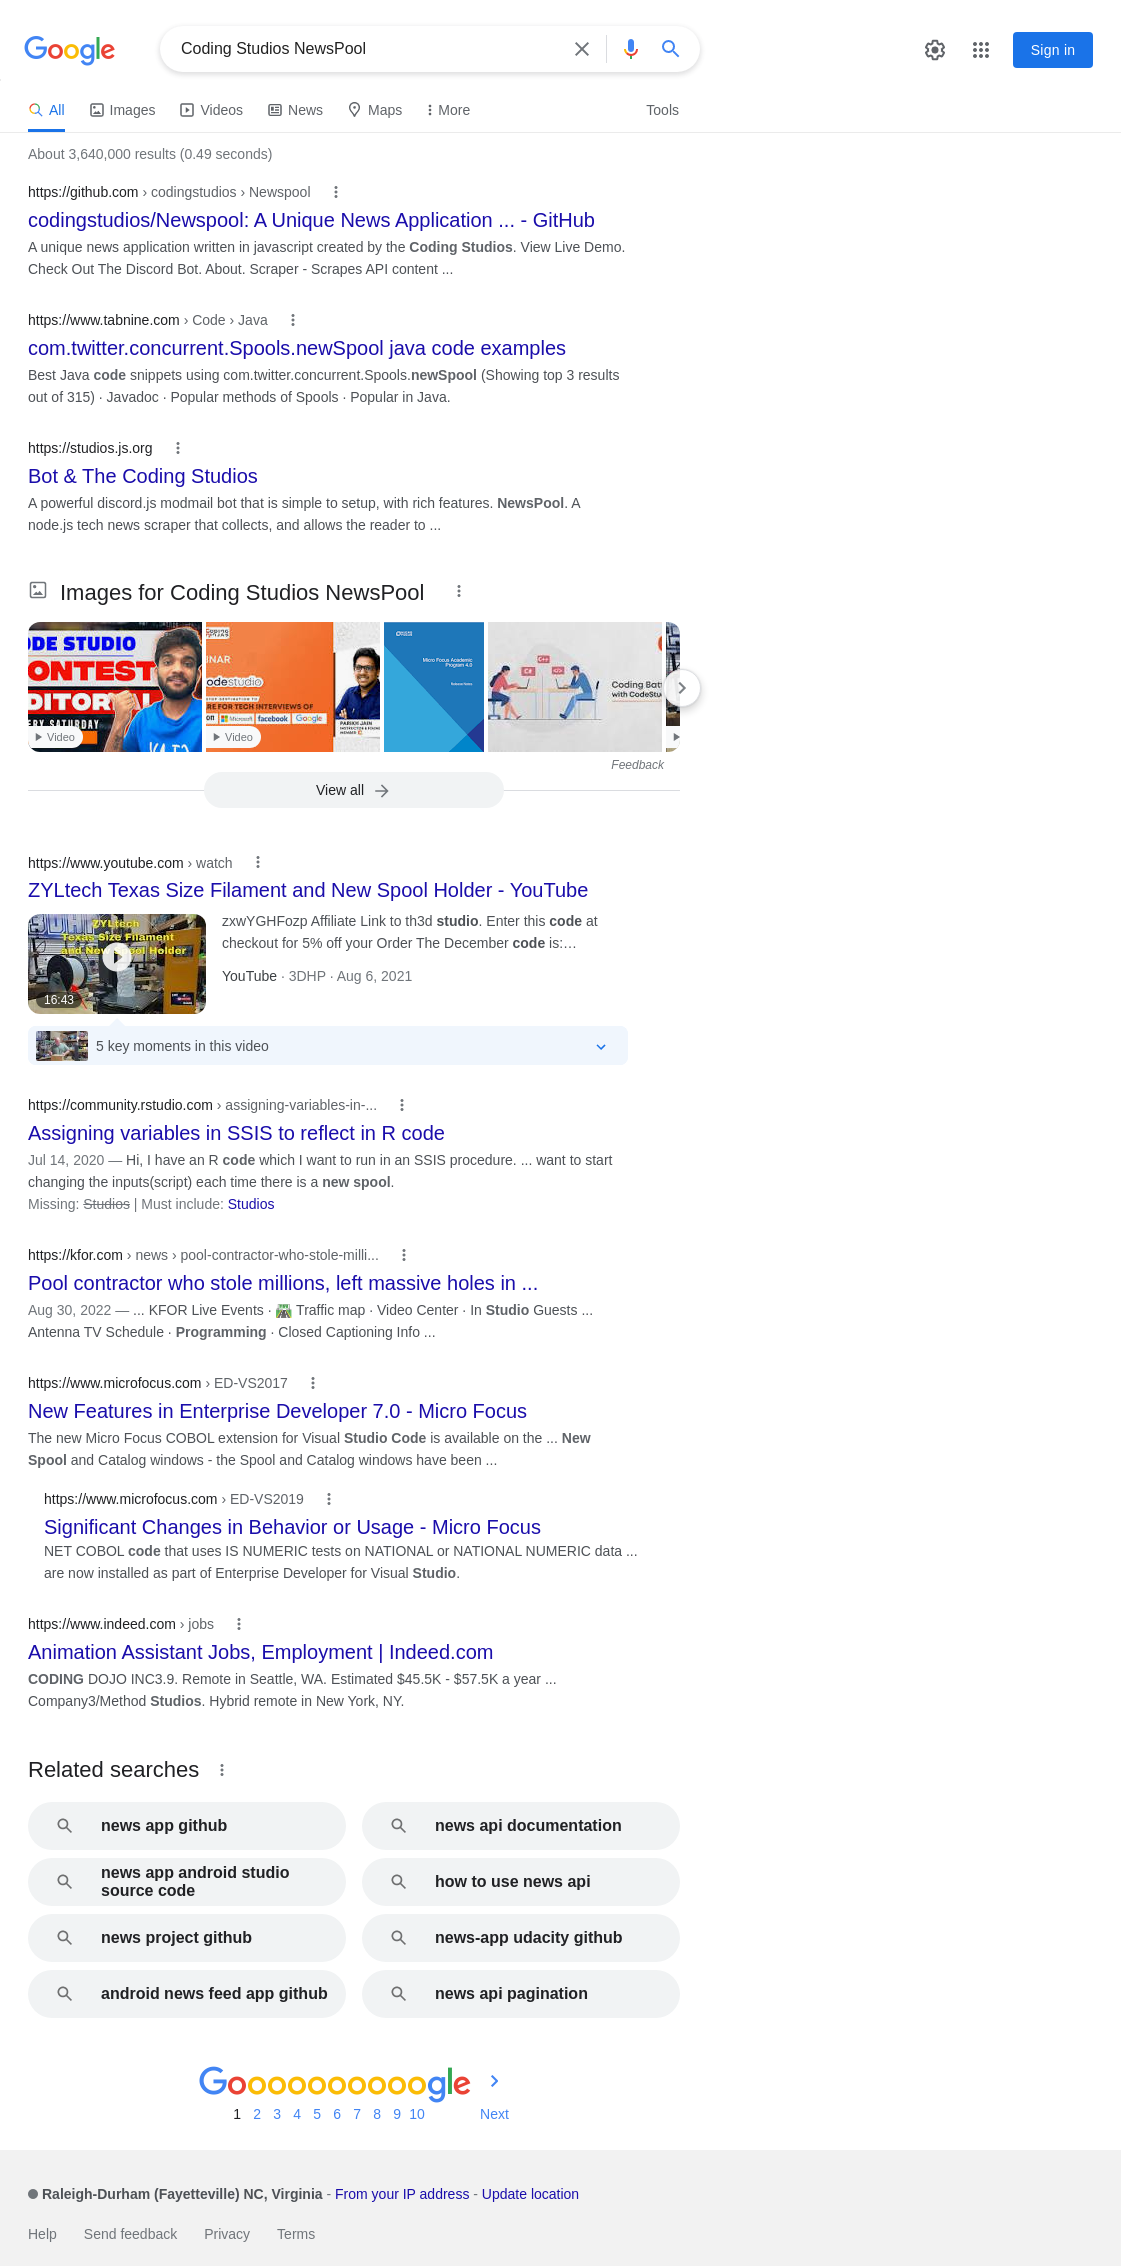 Google
Coding Studios NewsPool
Sign in
All
Images
Videos
News
Maps
More
Tools
About 3,640,000 results (0.49 seconds)
https://github.com › codingstudios › Newspool
codingstudios/Newspool: A Unique News Application ... - GitHub
A unique news application written in javascript created by the Coding Studios. View Live Demo.
Check Out The Discord Bot. About. Scraper - Scrapes API content ...
https://www.tabnine.com › Code › Java
com.twitter.concurrent.Spools.newSpool java code examples
Best Java code snippets using com.twitter.concurrent.Spools.newSpool (Showing top 3 results
out of 315) · Javadoc · Popular methods of Spools · Popular in Java.
https://studios.js.org
Bot & The Coding Studios
A powerful discord.js modmail bot that is simple to setup, with rich features. NewsPool. A
node.js tech news scraper that collects, and allows the reader to ...
Images for Coding Studios NewsPool
ODE STUDIO
ONTEST
DITORIAL
RY SATURDAY
Video
Coding
NINJAS
INAR
codestudio
RE FOR TECH INTERVIEWS OF
Microsoft
facebook
Google
PARIKH JAIN
Video
Micro Focus Academic
Program 4.0
Release Notes
C++
C#
</>
Coding Batt
with CodeStu
Feedback
View all
https://www.youtube.com › watch
ZYLtech Texas Size Filament and New Spool Holder - YouTube
ZYLtech
Texas Size Filament
and New Spool Holder
16:43
zxwYGHFozp Affiliate Link to th3d studio. Enter this code at
checkout for 5% off your Order The December code is:…
YouTube · 3DHP · Aug 6, 2021
5 key moments in this video
https://community.rstudio.com › assigning-variables-in-...
Assigning variables in SSIS to reflect in R code
Jul 14, 2020 — Hi, I have an R code which I want to run in an SSIS procedure. ... want to start
changing the inputs(script) each time there is a new spool.
Missing: Studios | Must include: Studios
https://kfor.com › news › pool-contractor-who-stole-milli...
Pool contractor who stole millions, left massive holes in ...
Aug 30, 2022 — ... KFOR Live Events · 🛣️ Traffic map · Video Center · In Studio Guests ...
Antenna TV Schedule · Programming · Closed Captioning Info ...
https://www.microfocus.com › ED-VS2017
New Features in Enterprise Developer 7.0 - Micro Focus
The new Micro Focus COBOL extension for Visual Studio Code is available on the ... New
Spool and Catalog windows - the Spool and Catalog windows have been ...
https://www.microfocus.com › ED-VS2019
Significant Changes in Behavior or Usage - Micro Focus
NET COBOL code that uses IS NUMERIC tests on NATIONAL or NATIONAL NUMERIC data ...
are now installed as part of Enterprise Developer for Visual Studio.
https://www.indeed.com › jobs
Animation Assistant Jobs, Employment | Indeed.com
CODING DOJO INC3.9. Remote in Seattle, WA. Estimated $45.5K - $57.5K a year ...
Company3/Method Studios. Hybrid remote in New York, NY.
Related searches
news app github
news api documentation
news app android studio
source code
how to use news api
news project github
news-app udacity github
android news feed app github
news api pagination
Goooooooooogle
1 2 3 4 5 6 7 8 9 10 Next
Raleigh-Durham (Fayetteville) NC, Virginia - From your IP address - Update location
Help Send feedback Privacy Terms